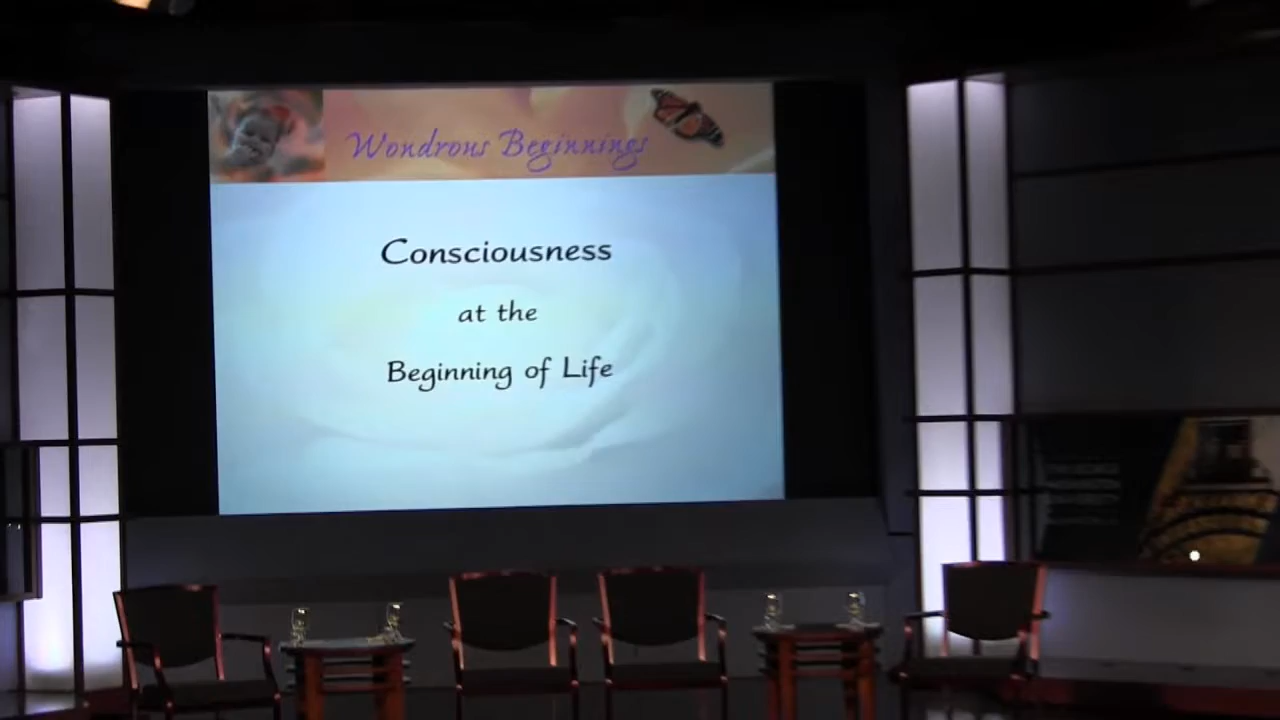 Wondrous Beginnings
Consciousness
at the
Beginning of Life